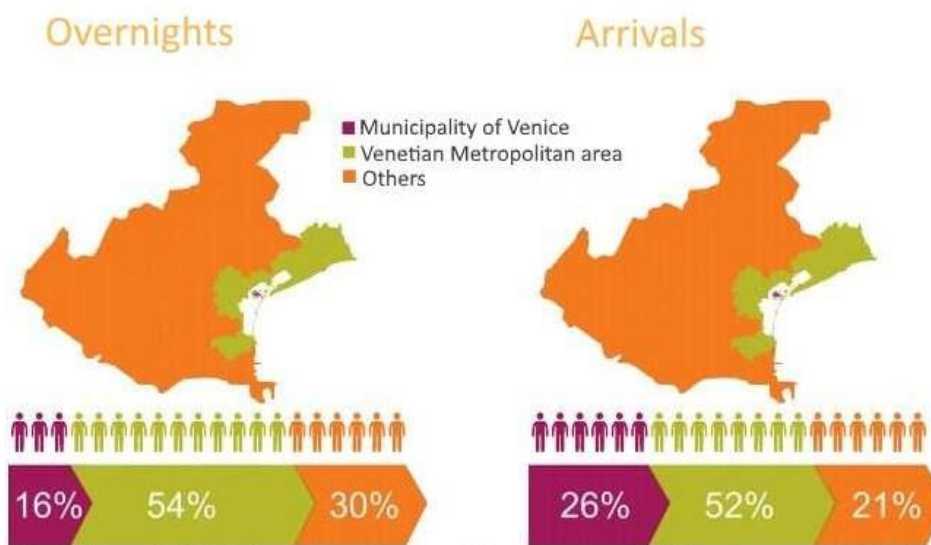 Overnights
Arrivals
Municipality of Venice
Venetian Metropolitan area
Others
16% 54% 30%
26% 52% 21%